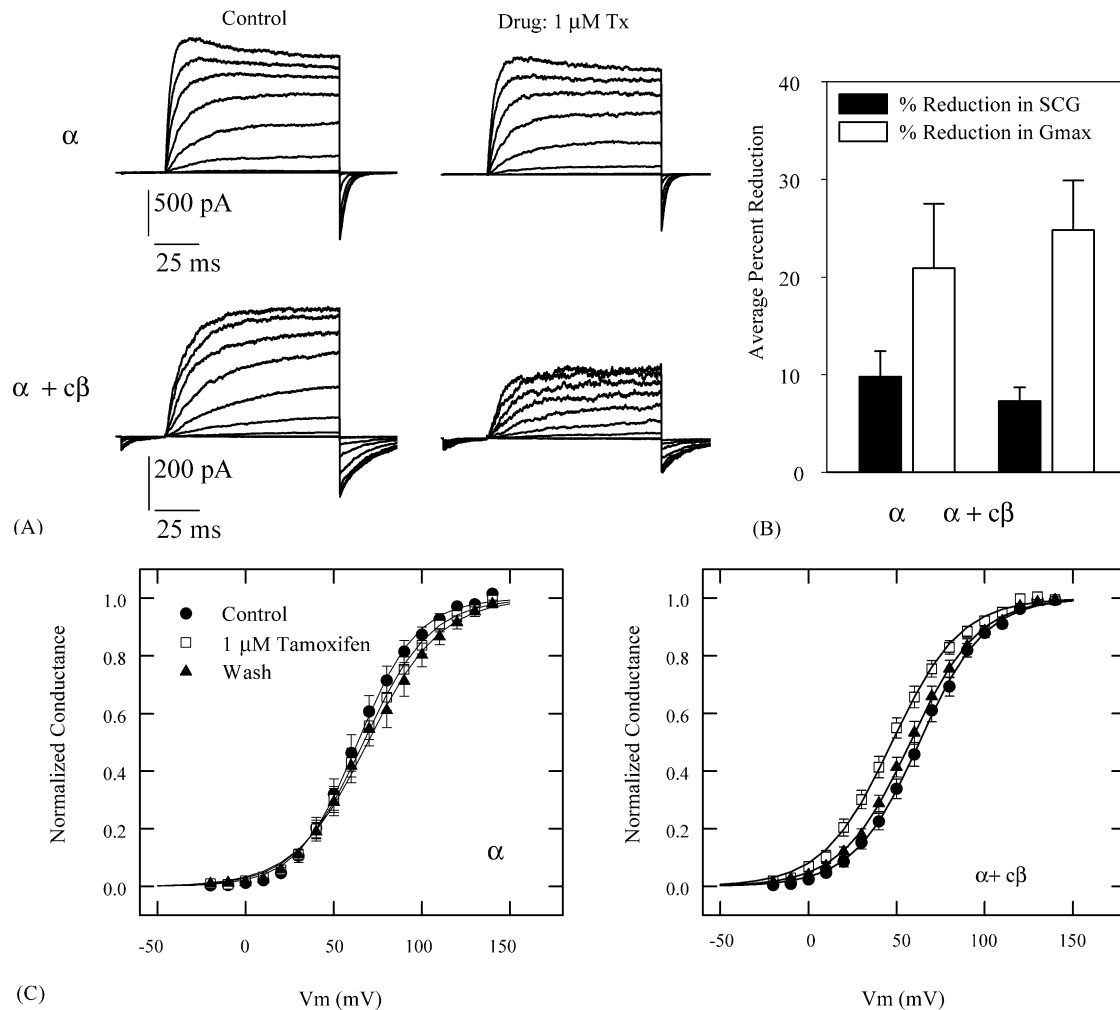 Control
Drug: 1 µM Tx
α
500 pA
25 ms
α + cβ
200 pA
25 ms
(A)
40
30
20
10
0
Average Percent Reduction
% Reduction in SCG
% Reduction in Gmax
α
α + cβ
(B)
1.0
0.8
0.6
0.4
0.2
0.0
Normalized Conductance
Control
1 µM Tamoxifen
Wash
α
-50
0
50
100
150
Vm (mV)
1.0
0.8
0.6
0.4
0.2
0.0
Normalized Conductance
α+ cβ
-50
0
50
100
150
Vm (mV)
(C)